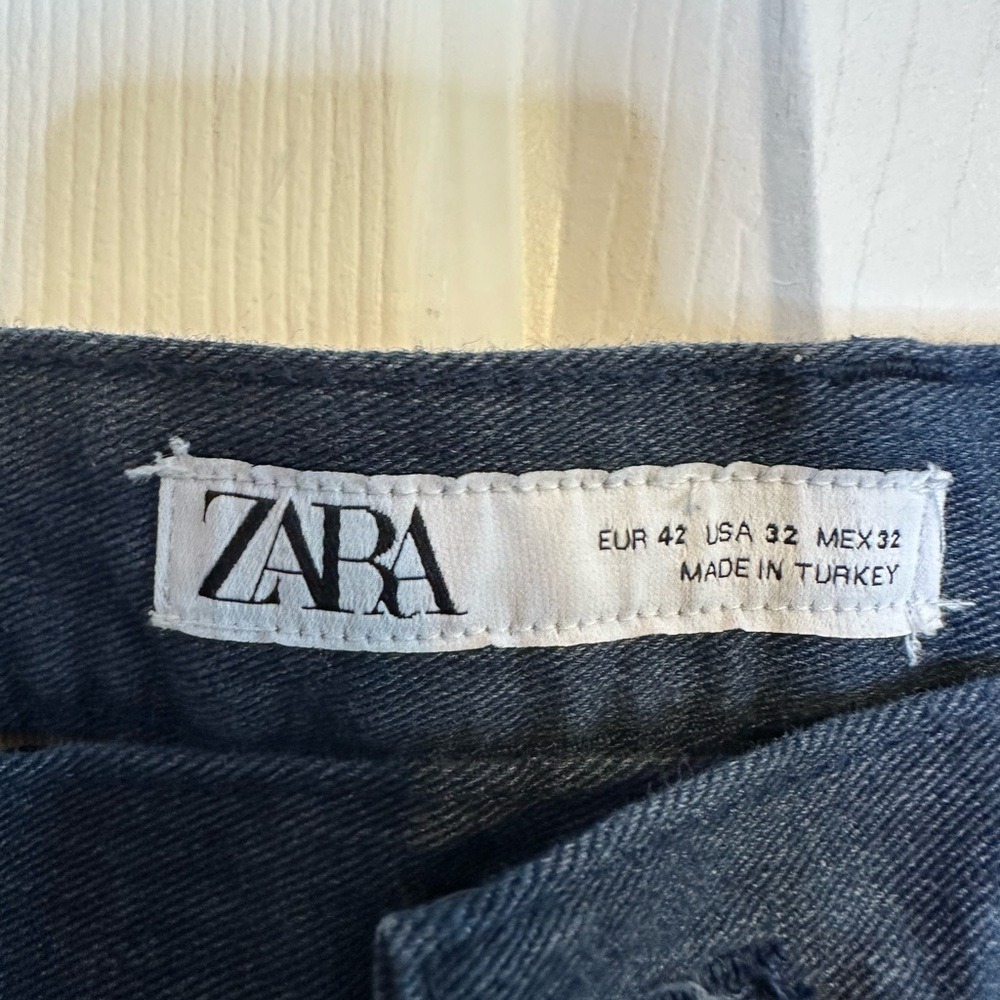 ZARA
EUR 42 USA 32 MEX 32
MADE IN TURKEY